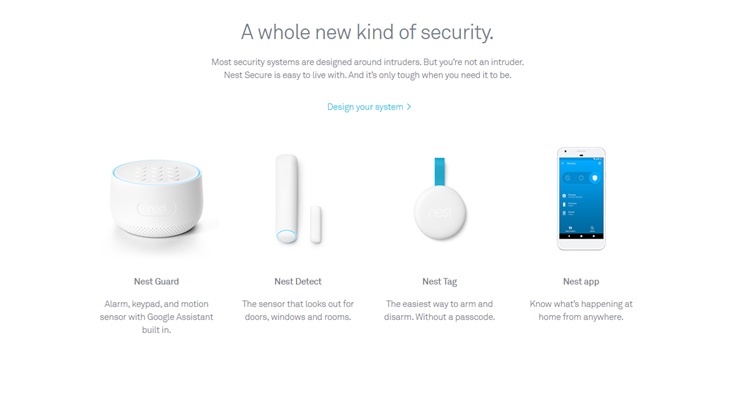 A whole new kind of security.
Most security systems are designed around intruders. But you're not an intruder.
Nest Secure is easy to live with. And it's only tough when you need it to be.
Design your system >
nest
Nest Guard
Nest Detect
Nest Tag
Nest app
Alarm, keypad, and motion
sensor with Google Assistant
built in.
The sensor that looks out for
doors, windows and rooms.
The easiest way to arm and
disarm. Without a passcode.
Know what's happening at
home from anywhere.